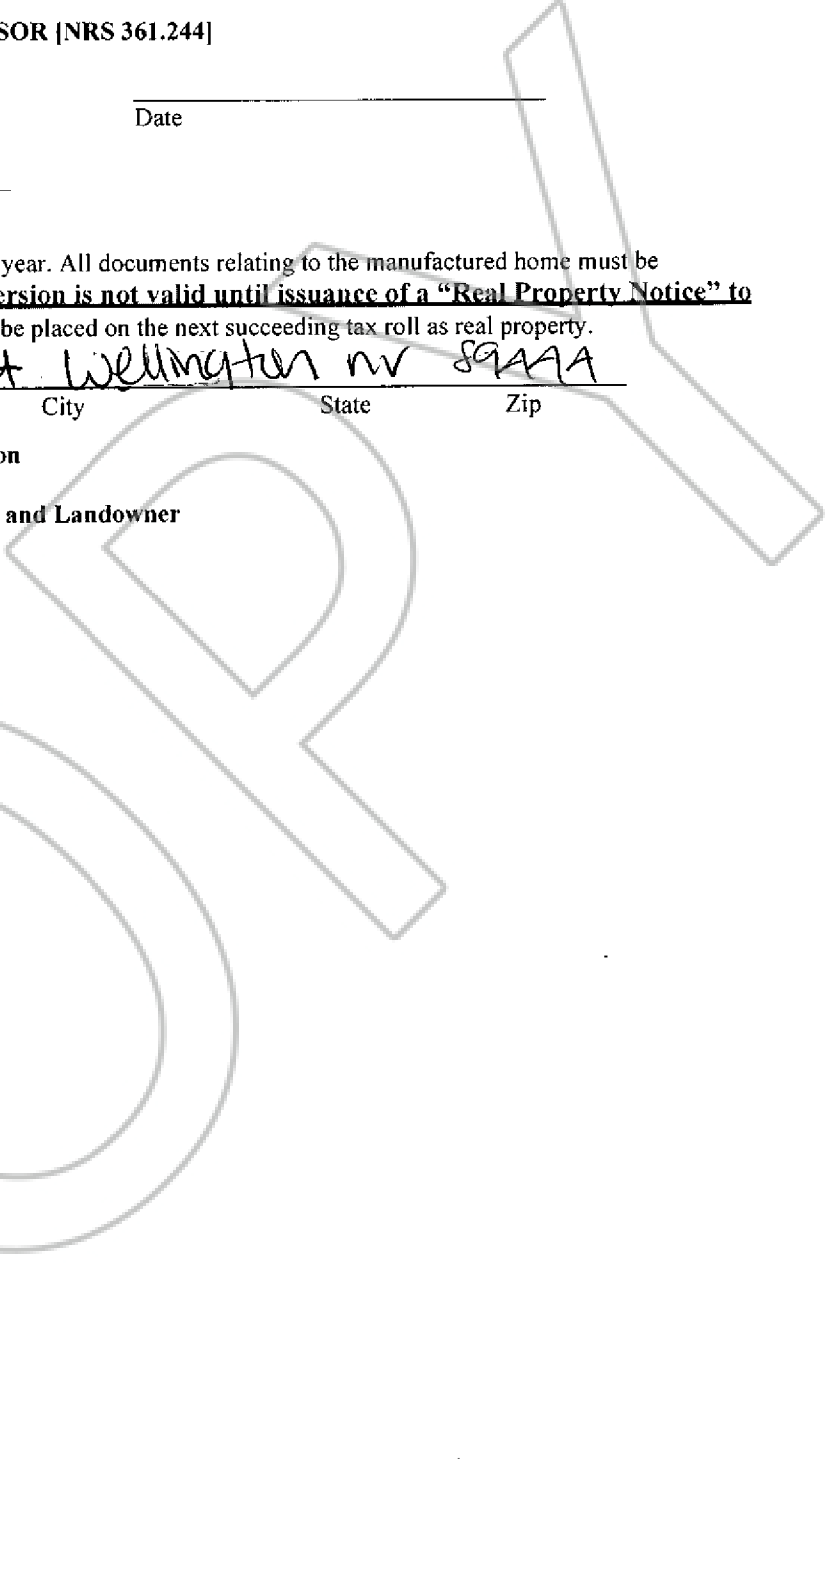 SOR [NRS 361.244]
Date
year. All documents relating to the manufactured home must be
ersion is not valid until issuance of a “Real Property Notice” to
be placed on the next succeeding tax roll as real property.
t Wellington nv 89444
City State Zip
on
and Landowner
COPY